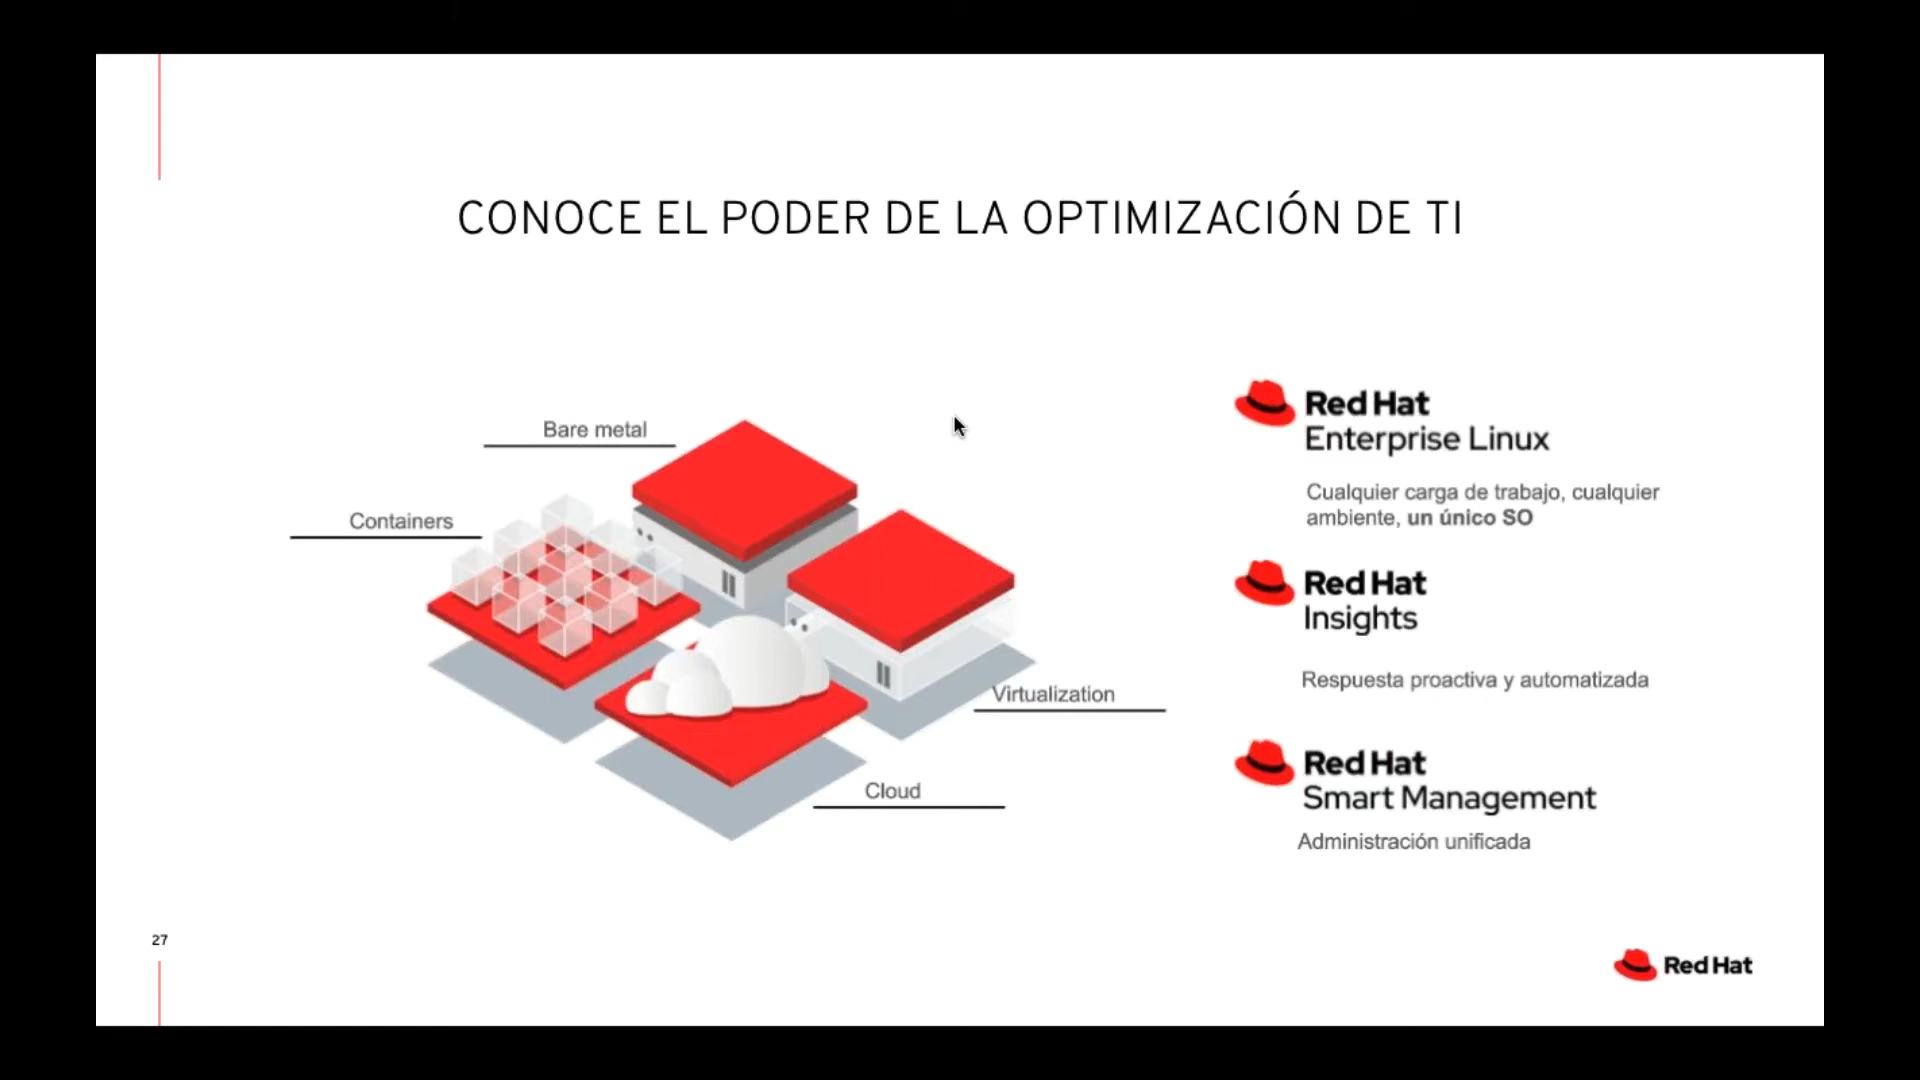 CONOCE EL PODER DE LA OPTIMIZACIÓN DE TI
Bare metal
Containers
Virtualization
Cloud
Red Hat
Enterprise Linux
Cualquier carga de trabajo, cualquier
ambiente, un único SO
Red Hat
Insights
Respuesta proactiva y automatizada
Red Hat
Smart Management
Administración unificada
27
Red Hat